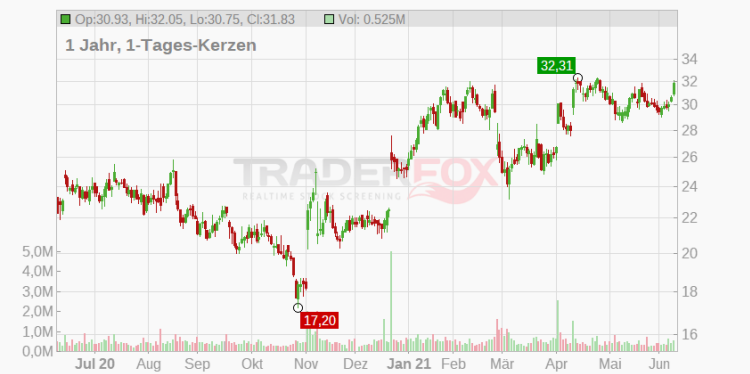 Op:30.93, Hi:32.05, Lo:30.75, Cl:31.83 Vol: 0.525M
1 Jahr, 1-Tages-Kerzen
32,31
34
32
30
28
26
24
22
20
18
16
TRADERFOX
REALTIME STOCK SCREENING
5,0M
4,0M
3,0M
2,0M
1,0M
0,0M
17,20
Jul 20 Aug Sep Okt Nov Dez Jan 21 Feb Mär Apr Mai Jun